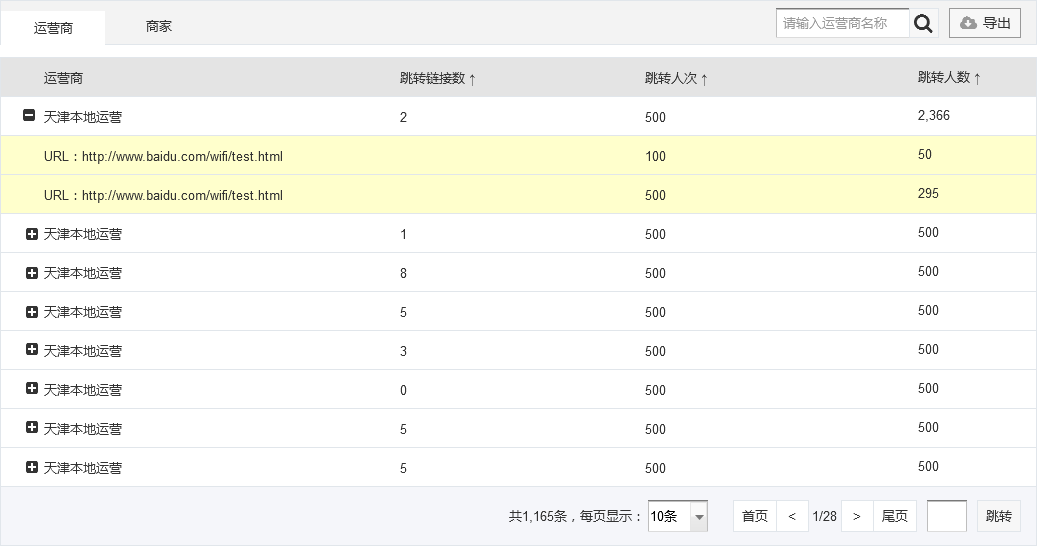 运营商 商家 请输入运营商名称 导出
运营商 跳转链接数↑ 跳转人次↑ 跳转人数↑
天津本地运营 2 500 2,366
URL：http://www.baidu.com/wifi/test.html 100 50
URL：http://www.baidu.com/wifi/test.html 500 295
天津本地运营 1 500 500
天津本地运营 8 500 500
天津本地运营 5 500 500
天津本地运营 3 500 500
天津本地运营 0 500 500
天津本地运营 5 500 500
天津本地运营 5 500 500
共1,165条，每页显示： 10条 首页 < 1/28 > 尾页 跳转